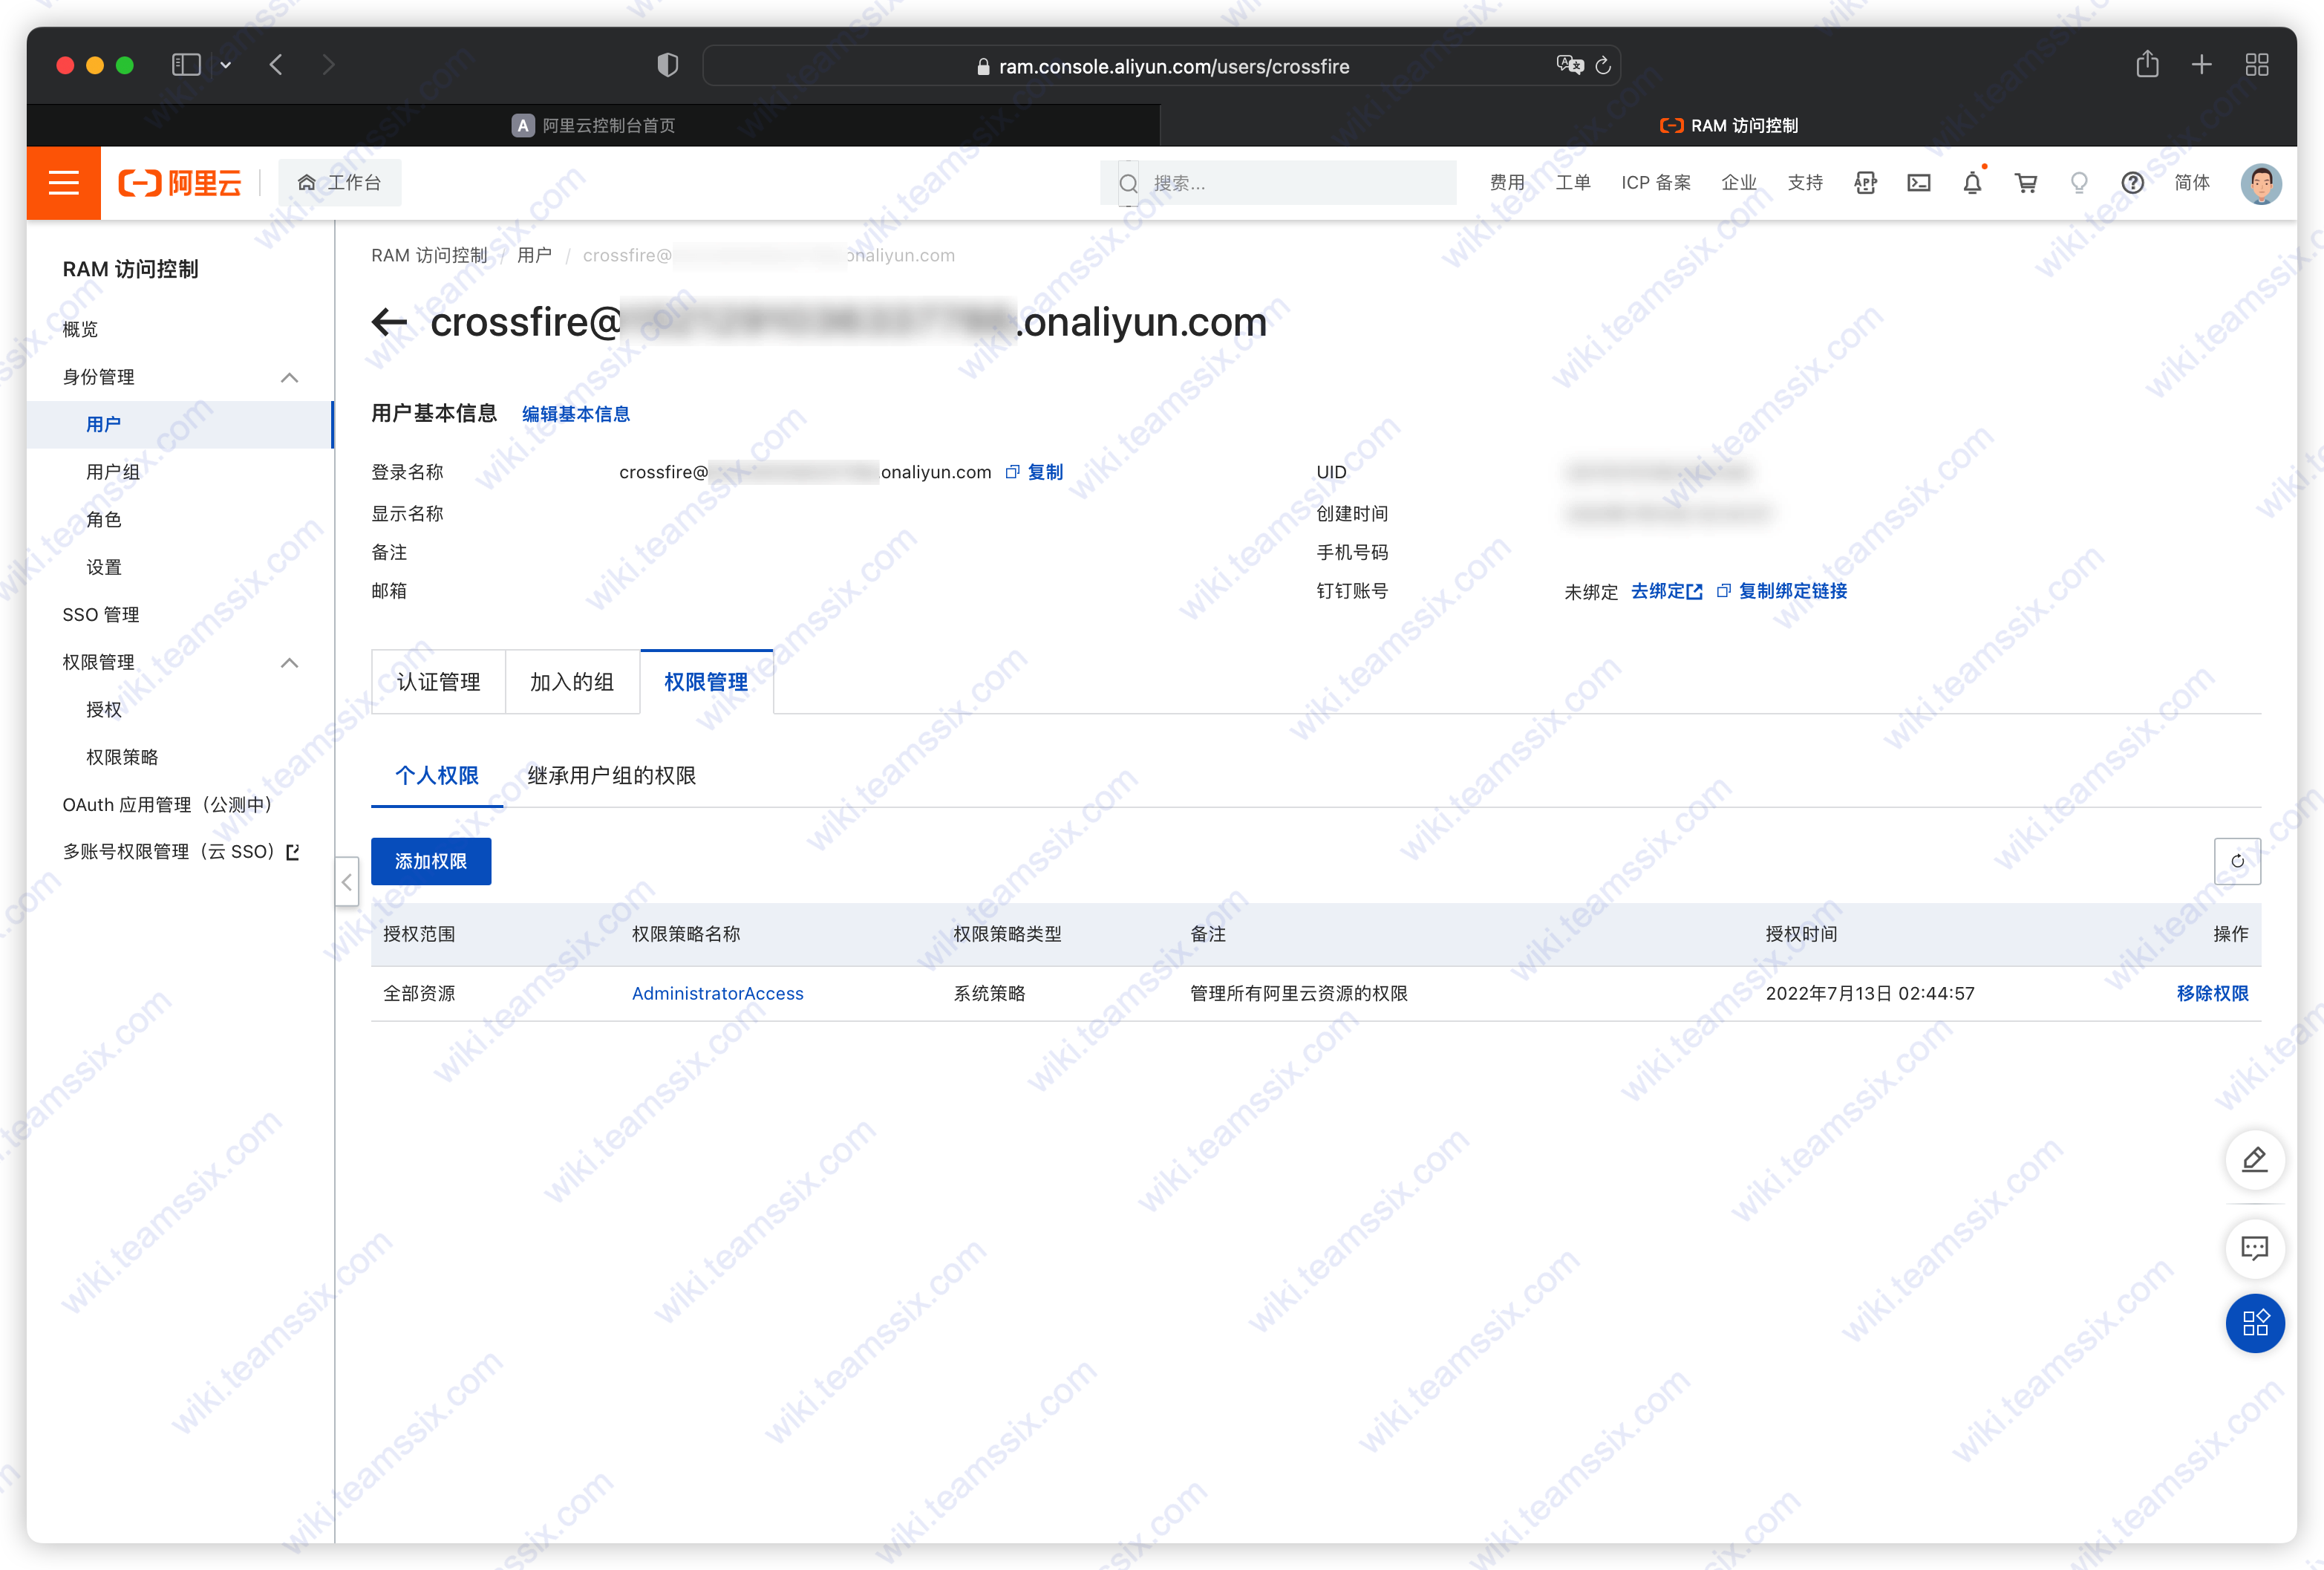 ram.console.aliyun.com/users/crossfire
A 阿里云控制台首页
RAM 访问控制
阿里云
工作台
搜索...
费用
工单
ICP 备案
企业
支持
APP
简体
RAM 访问控制
概览
身份管理
用户
用户组
角色
设置
SSO 管理
权限管理
授权
权限策略
OAuth 应用管理（公测中）
多账号权限管理（云 SSO）
RAM 访问控制 / 用户 / crossfire@ onaliyun.com
crossfire@ .onaliyun.com
用户基本信息 编辑基本信息
登录名称 crossfire@ .onaliyun.com 复制
UID
显示名称
创建时间
备注
手机号码
邮箱
钉钉账号 未绑定 去绑定 复制绑定链接
认证管理 加入的组 权限管理
个人权限 继承用户组的权限
添加权限
授权范围 权限策略名称 权限策略类型 备注 授权时间 操作
全部资源 AdministratorAccess 系统策略 管理所有阿里云资源的权限 2022年7月13日 02:44:57 移除权限
wiki.teamssix.com